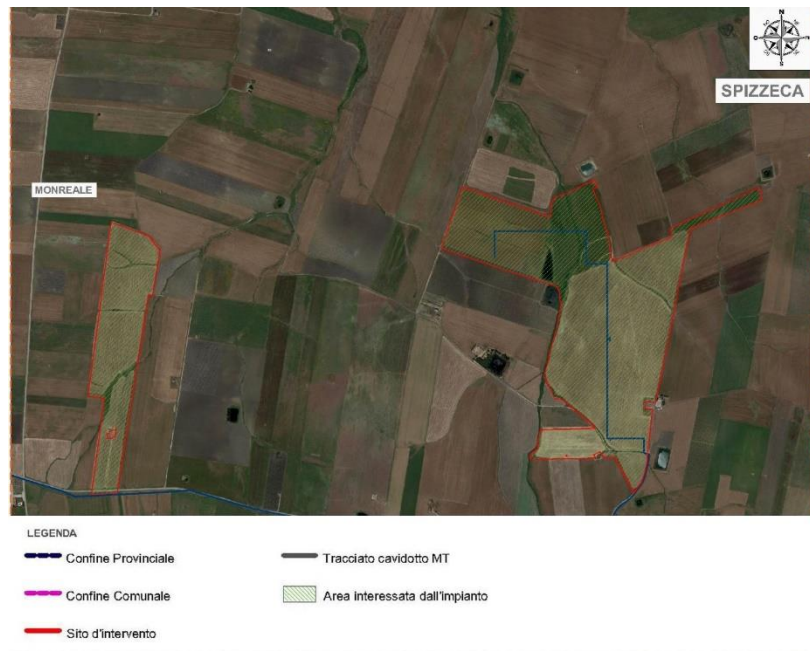 N
SPIZZECA
MONREALE
LEGENDA
Confine Provinciale
Tracciato cavidotto MT
Confine Comunale
Area interessata dall'impianto
Sito d'intervento